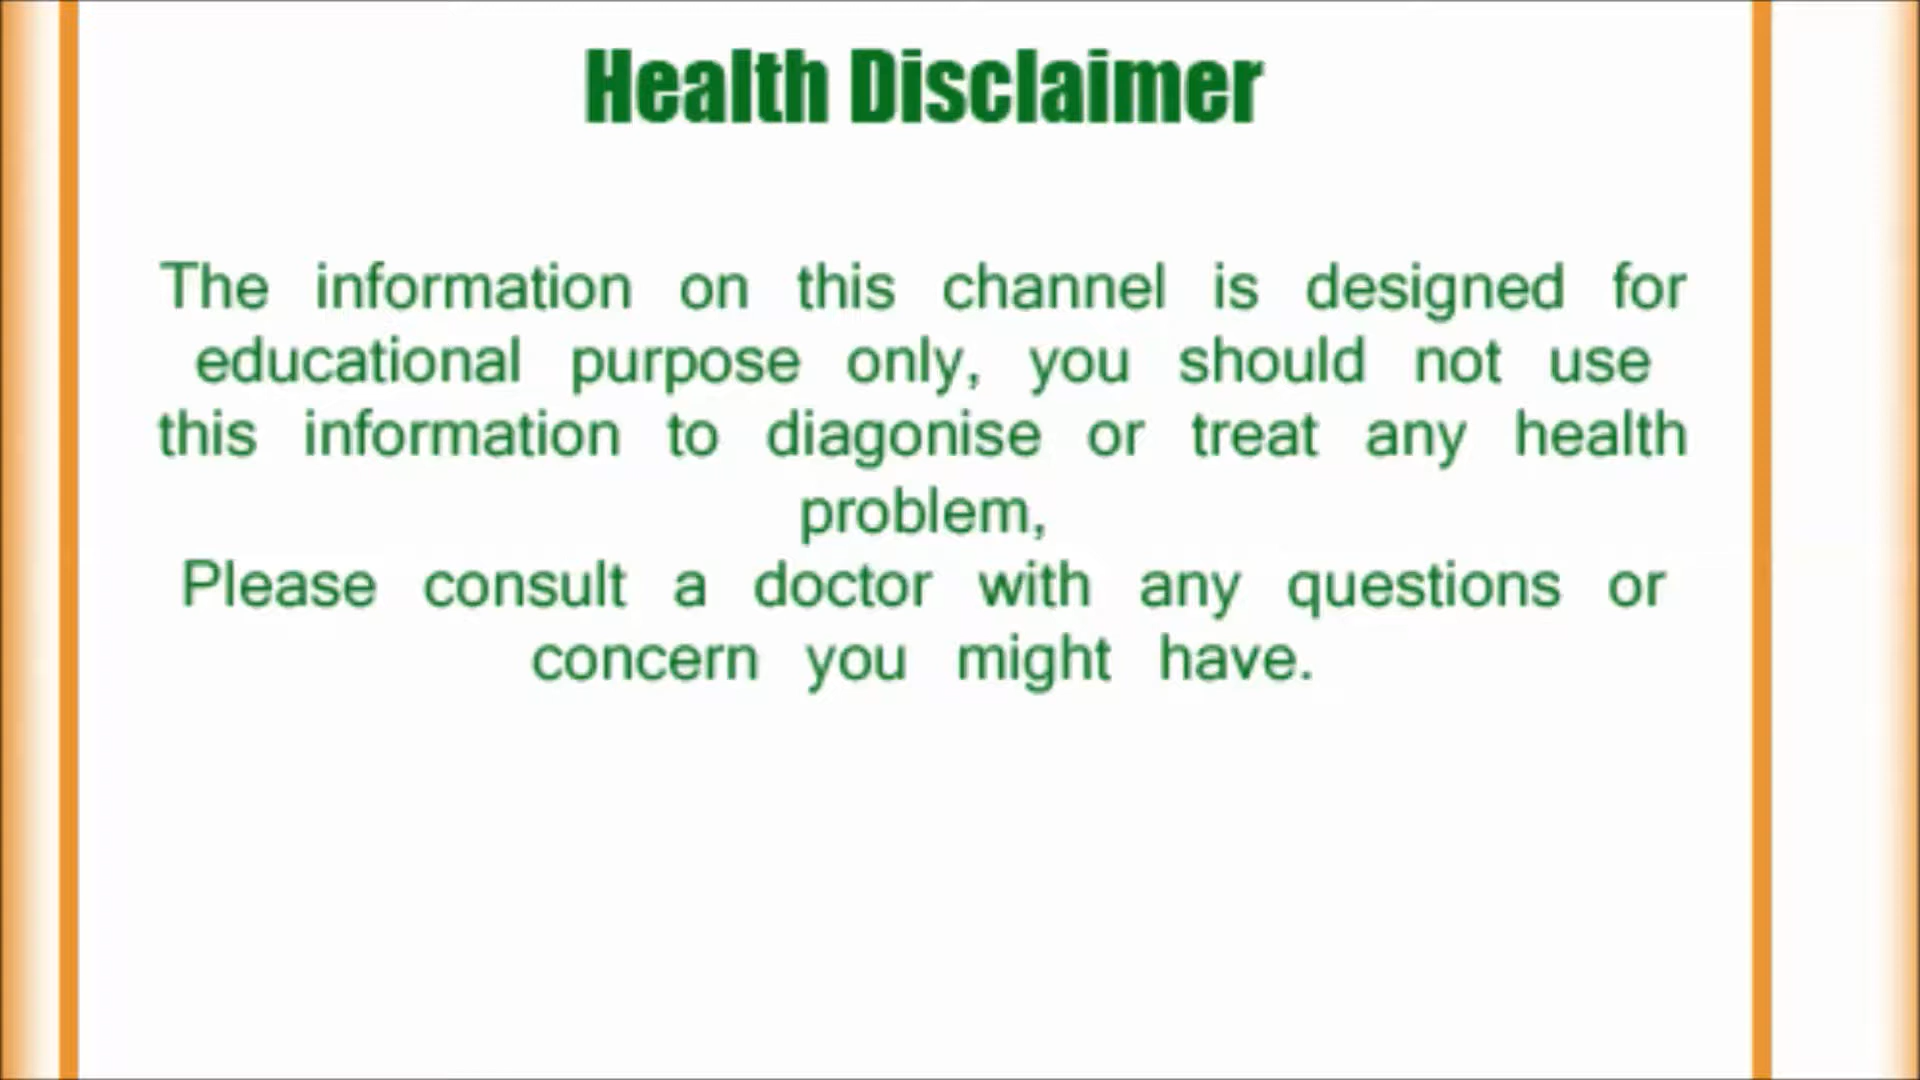 Health Disclaimer
The information on this channel is designed for
educational purpose only, you should not use
this information to diagonise or treat any health
problem,
Please consult a doctor with any questions or
concern you might have.